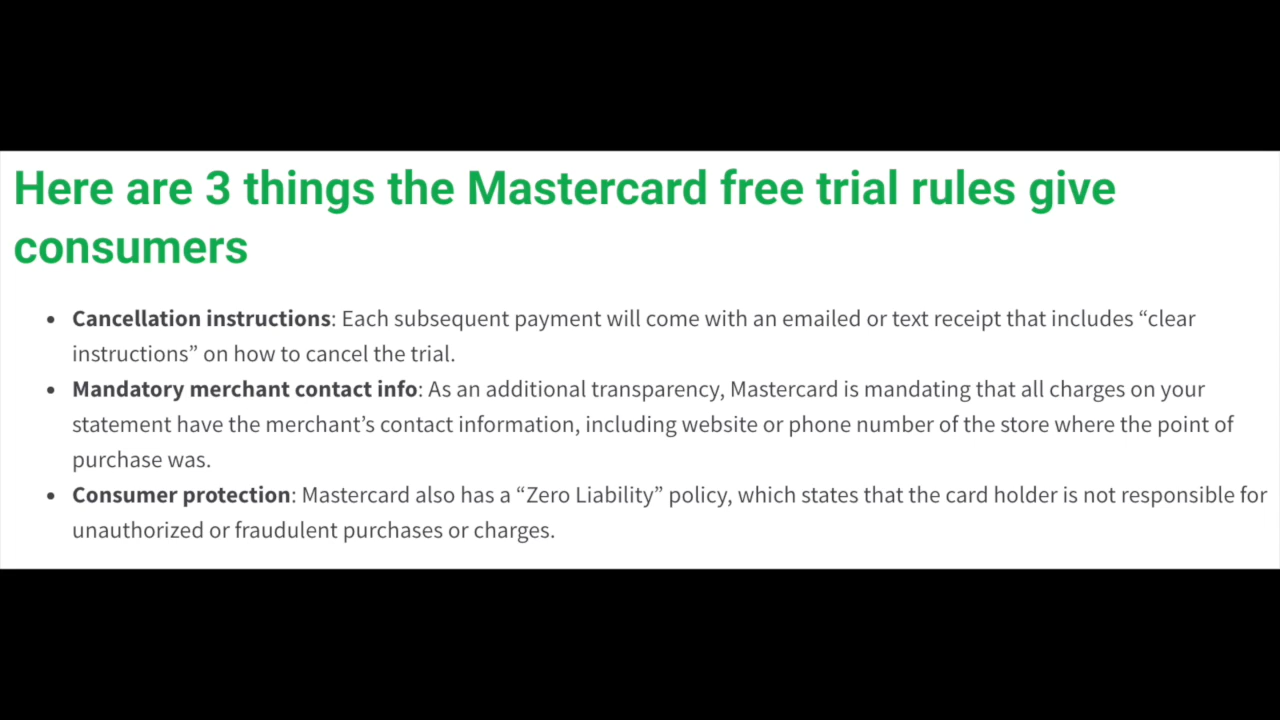 Here are 3 things the Mastercard free trial rules give
consumers
• Cancellation instructions: Each subsequent payment will come with an emailed or text receipt that includes “clear
instructions” on how to cancel the trial.
• Mandatory merchant contact info: As an additional transparency, Mastercard is mandating that all charges on your
statement have the merchant’s contact information, including website or phone number of the store where the point of
purchase was.
• Consumer protection: Mastercard also has a “Zero Liability” policy, which states that the card holder is not responsible for
unauthorized or fraudulent purchases or charges.